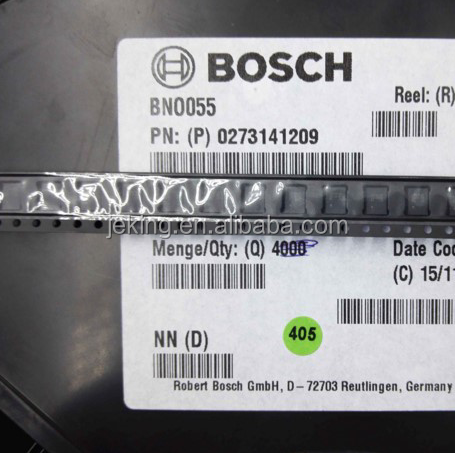 BOSCH
BNO055
Reel: (R)
PN: (P) 0273141209
jeking.en.alibaba.com
Menge/Qty: (Q) 4000
Date Cod
(C) 15/11
NN (D)
405
Robert Bosch GmbH, D-72703 Reutlingen, Germany